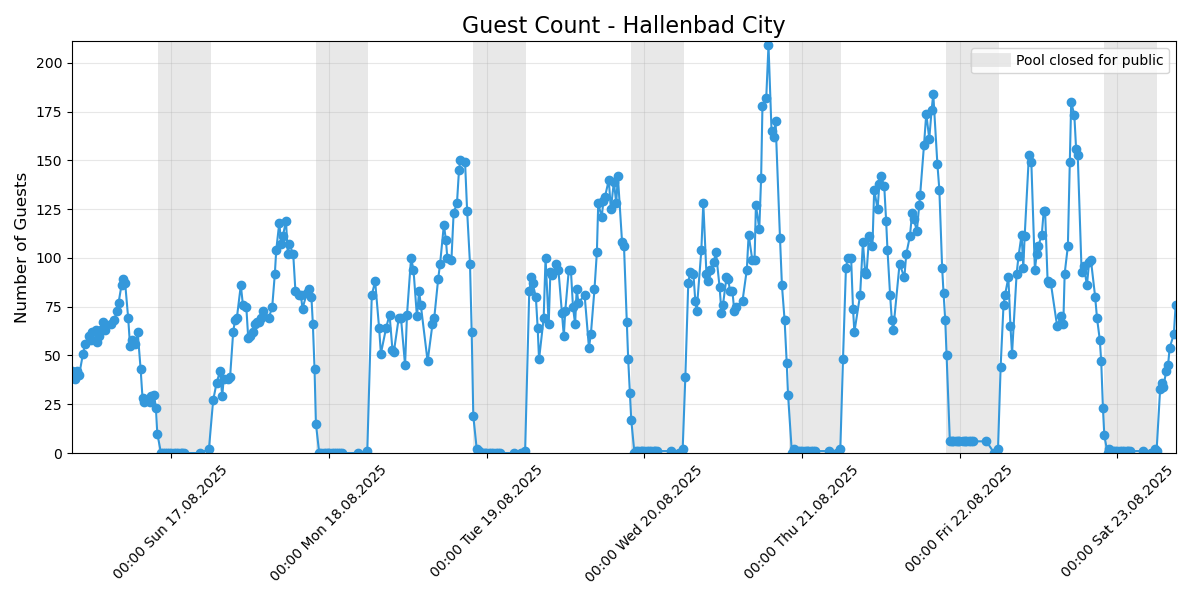 Guest Count - Hallenbad City
Pool closed for public
Number of Guests
200
175
150
125
100
75
50
25
0
00:00 Sun 17.08.2025
00:00 Mon 18.08.2025
00:00 Tue 19.08.2025
00:00 Wed 20.08.2025
00:00 Thu 21.08.2025
00:00 Fri 22.08.2025
00:00 Sat 23.08.2025